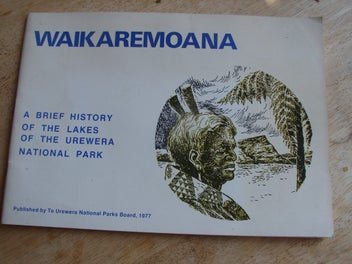 WAIKAREMOANA
A BRIEF HISTORY
OF THE LAKES
OF THE UREWERA
NATIONAL PARK
Published by Te Urewera National Parks Board, 1977